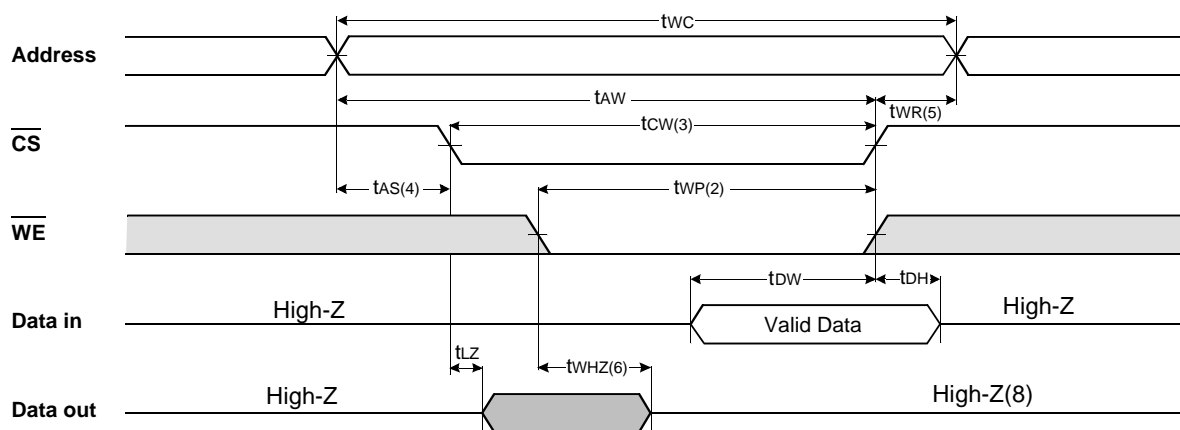 tWC
Address
tAW
tWR(5)
tCW(3)
CS
tAS(4)
tWP(2)
WE
tDW
tDH
High-Z
High-Z
Data in
Valid Data
tLZ
tWHZ(6)
High-Z
High-Z(8)
Data out